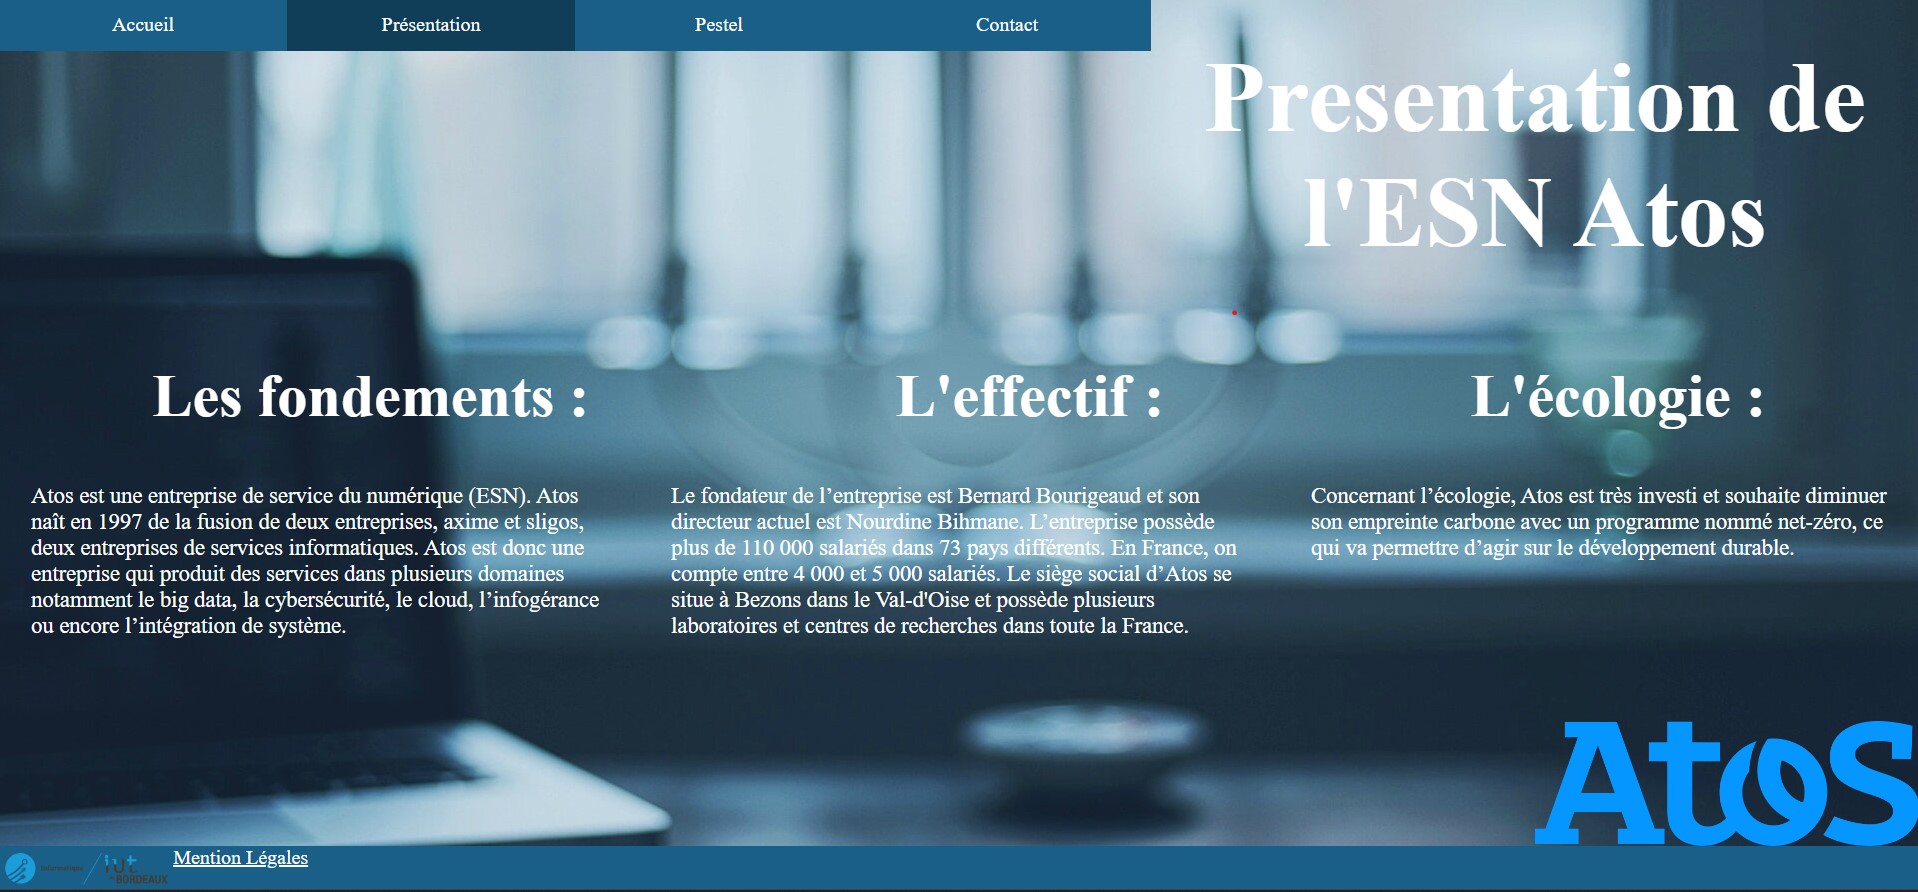 Accueil
Présentation
Pestel
Contact
Presentation de
l'ESN Atos
Les fondements :
Atos est une entreprise de service du numérique (ESN). Atos
naît en 1997 de la fusion de deux entreprises, axime et sligos,
deux entreprises de services informatiques. Atos est donc une
entreprise qui produit des services dans plusieurs domaines
notamment le big data, la cybersécurité, le cloud, l’infogérance
ou encore l’intégration de système.
L'effectif :
Le fondateur de l’entreprise est Bernard Bourigeaud et son
directeur actuel est Nourdine Bihmane. L’entreprise possède
plus de 110 000 salariés dans 73 pays différents. En France, on
compte entre 4 000 et 5 000 salariés. Le siège social d’Atos se
situe à Bezons dans le Val-d'Oise et possède plusieurs
laboratoires et centres de recherches dans toute la France.
L'écologie :
Concernant l’écologie, Atos est très investi et souhaite diminuer
son empreinte carbone avec un programme nommé net-zéro, ce
qui va permettre d’agir sur le développement durable.
Atos
informatique
iut
BORDEAUX
Mention Légales